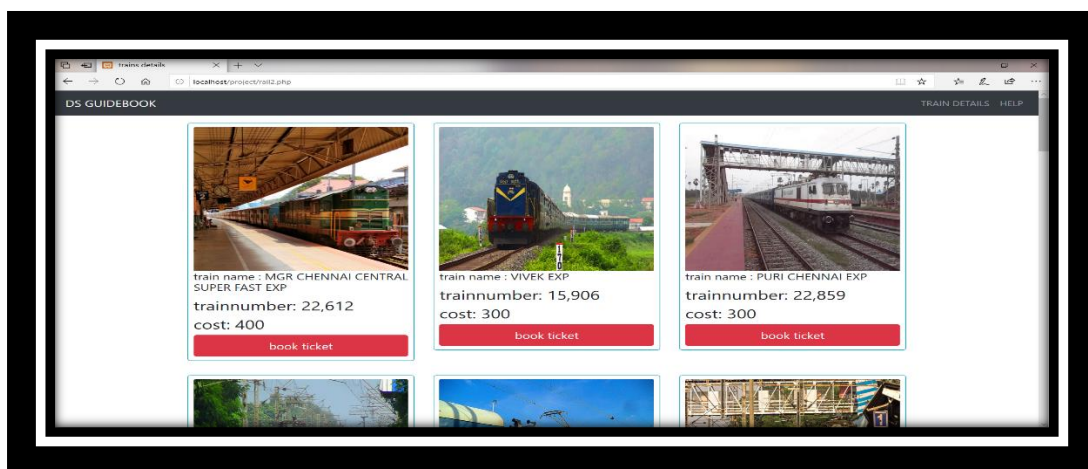 trains details
localhost/project/rail2.php
DS GUIDEBOOK
TRAIN DETAILS HELP
train name : MGR CHENNAI CENTRAL
SUPER FAST EXP
trainnumber: 22,612
cost: 400
book ticket
train name : VIVEK EXP
trainnumber: 15,906
cost: 300
book ticket
train name : PURI CHENNAI EXP
trainnumber: 22,859
cost: 300
book ticket